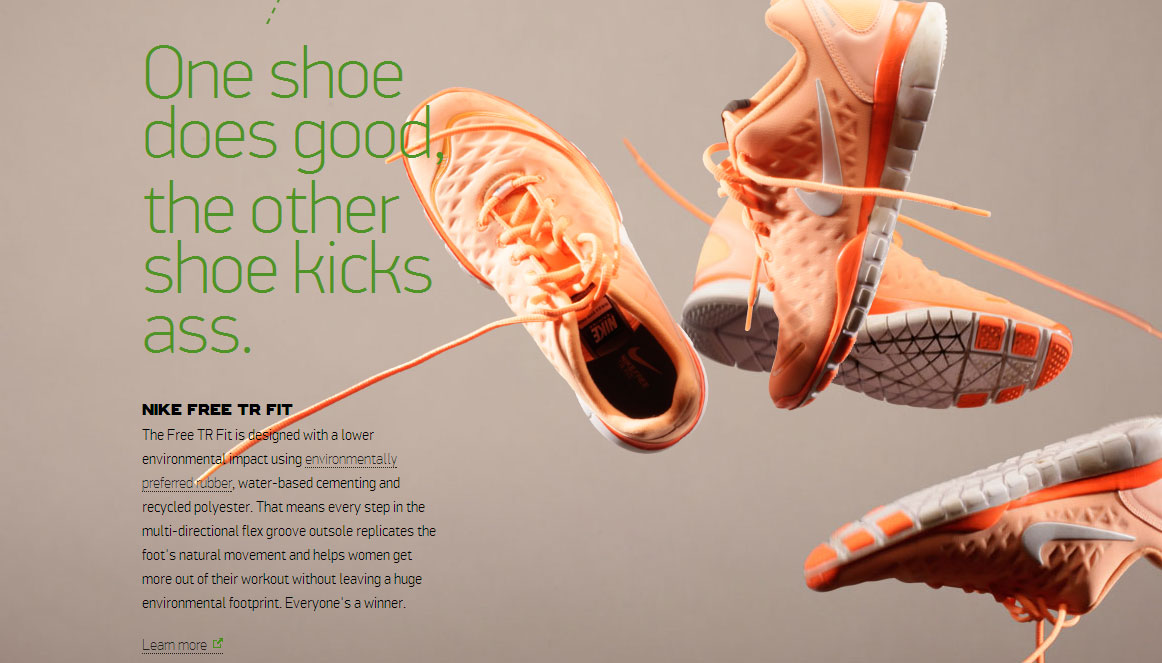 One shoe
does good,
the other
shoe kicks
ass.
NIKE FREE TR FIT
The Free TR Fit is designed with a lower
environmental impact using environmentally
preferred rubber, water-based cementing and
recycled polyester. That means every step in the
multi-directional flex groove outsole replicates the
foot's natural movement and helps women get
more out of their workout without leaving a huge
environmental footprint. Everyone's a winner.
Learn more
NIKE